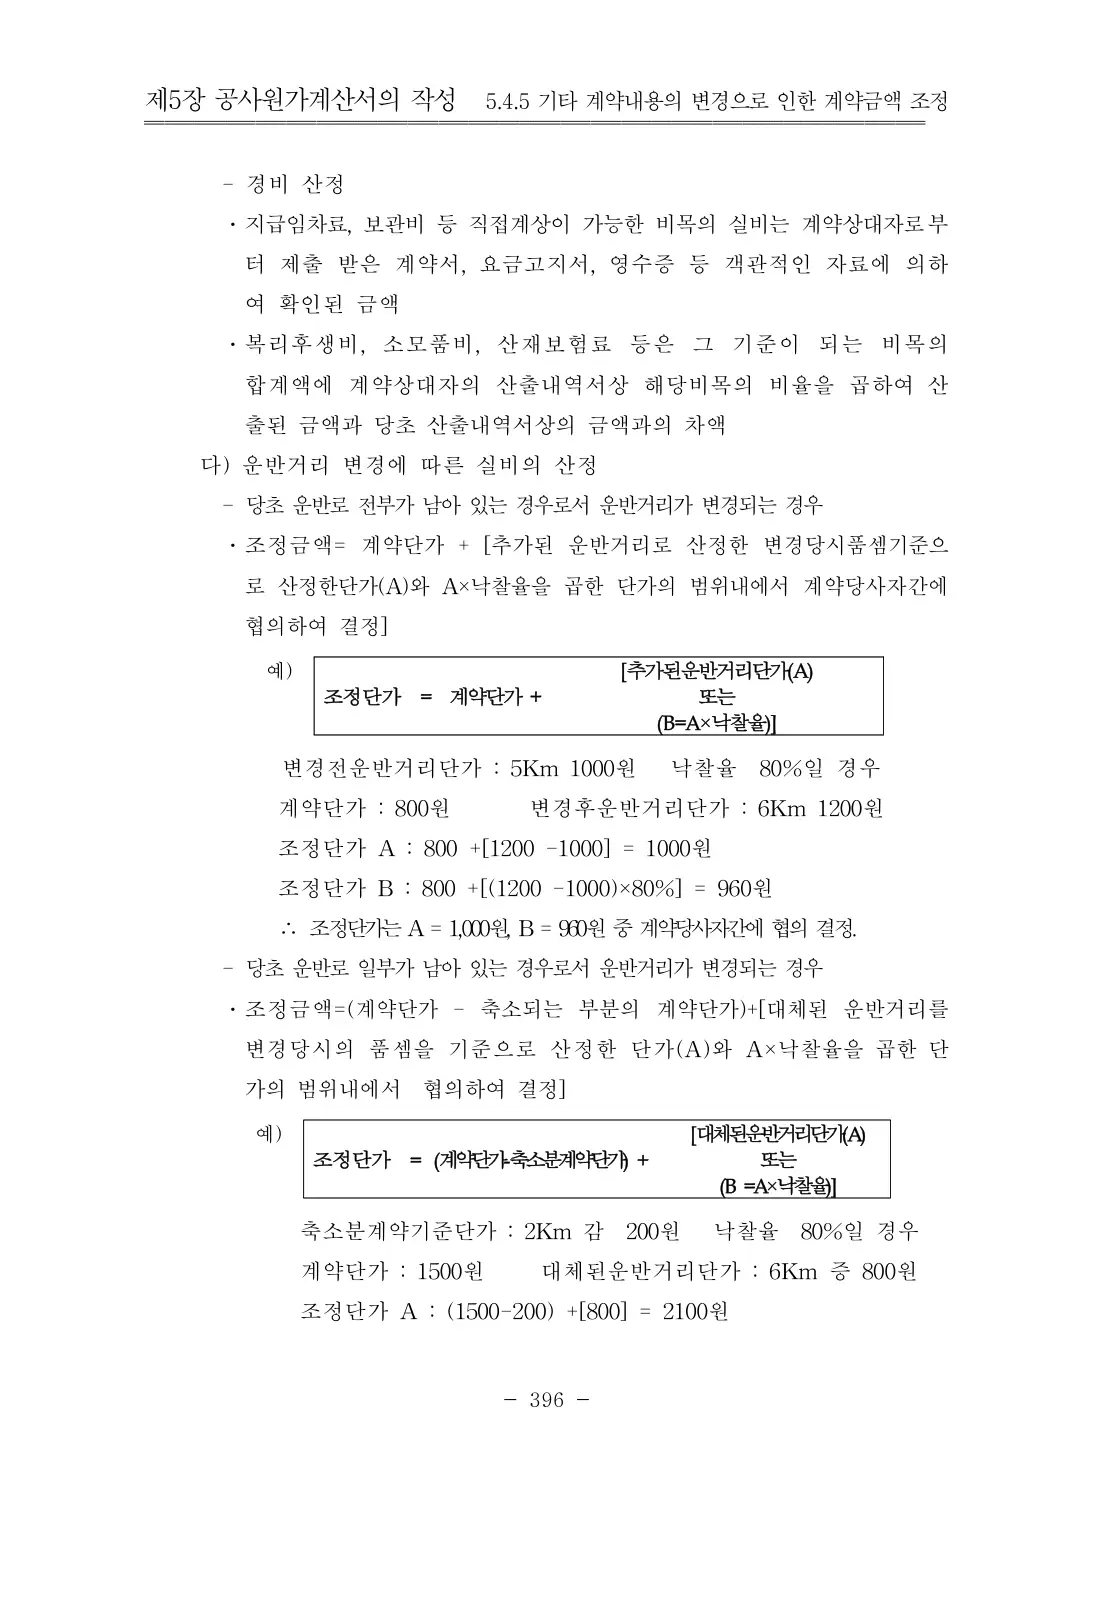 제5장 공사원가계산서의 작성 5.4.5 기타 계약내용의 변경으로 인한 계약금액 조정
- 경비 산정
·지급임차료, 보관비 등 직접계상이 가능한 비목의 실비는 계약상대자로부
터 제출 받은 계약서, 요금고지서, 영수증 등 객관적인 자료에 의하
여 확인된 금액
·복리후생비, 소모품비, 산재보험료 등은 그 기준이 되는 비목의
합계액에 계약상대자의 산출내역서상 해당비목의 비율을 곱하여 산
출된 금액과 당초 산출내역서상의 금액과의 차액
다) 운반거리 변경에 따른 실비의 산정
- 당초 운반로 전부가 남아 있는 경우로서 운반거리가 변경되는 경우
·조정금액= 계약단가 + [추가된 운반거리로 산정한 변경당시품셈기준으
로 산정한단가(A)와 A×낙찰율을 곱한 단가의 범위내에서 계약당사자간에
협의하여 결정]
예)
[추가된운반거리단가(A)
조정단가 = 계약단가 + 또는
(B=A×낙찰율)]
변경전운반거리단가 : 5Km 1000원 낙찰율 80%일 경우
계약단가 : 800원 변경후운반거리단가 : 6Km 1200원
조정단가 A : 800 +[1200 -1000] = 1000원
조정단가 B : 800 +[(1200 -1000)×80%] = 960원
∴ 조정단가는 A = 1,000원, B = 960원 중 계약당사자간에 협의 결정.
- 당초 운반로 일부가 남아 있는 경우로서 운반거리가 변경되는 경우
·조정금액=(계약단가 - 축소되는 부분의 계약단가)+[대체된 운반거리를
변경당시의 품셈을 기준으로 산정한 단가(A)와 A×낙찰율을 곱한 단
가의 범위내에서 협의하여 결정]
예)
[대체된운반거리단가(A)
조정단가 = (계약단가-축소분계약단가) + 또는
(B =A×낙찰율)]
축소분계약기준단가 : 2Km 감 200원 낙찰율 80%일 경우
계약단가 : 1500원 대체된운반거리단가 : 6Km 증 800원
조정단가 A : (1500-200) +[800] = 2100원
- 396 -